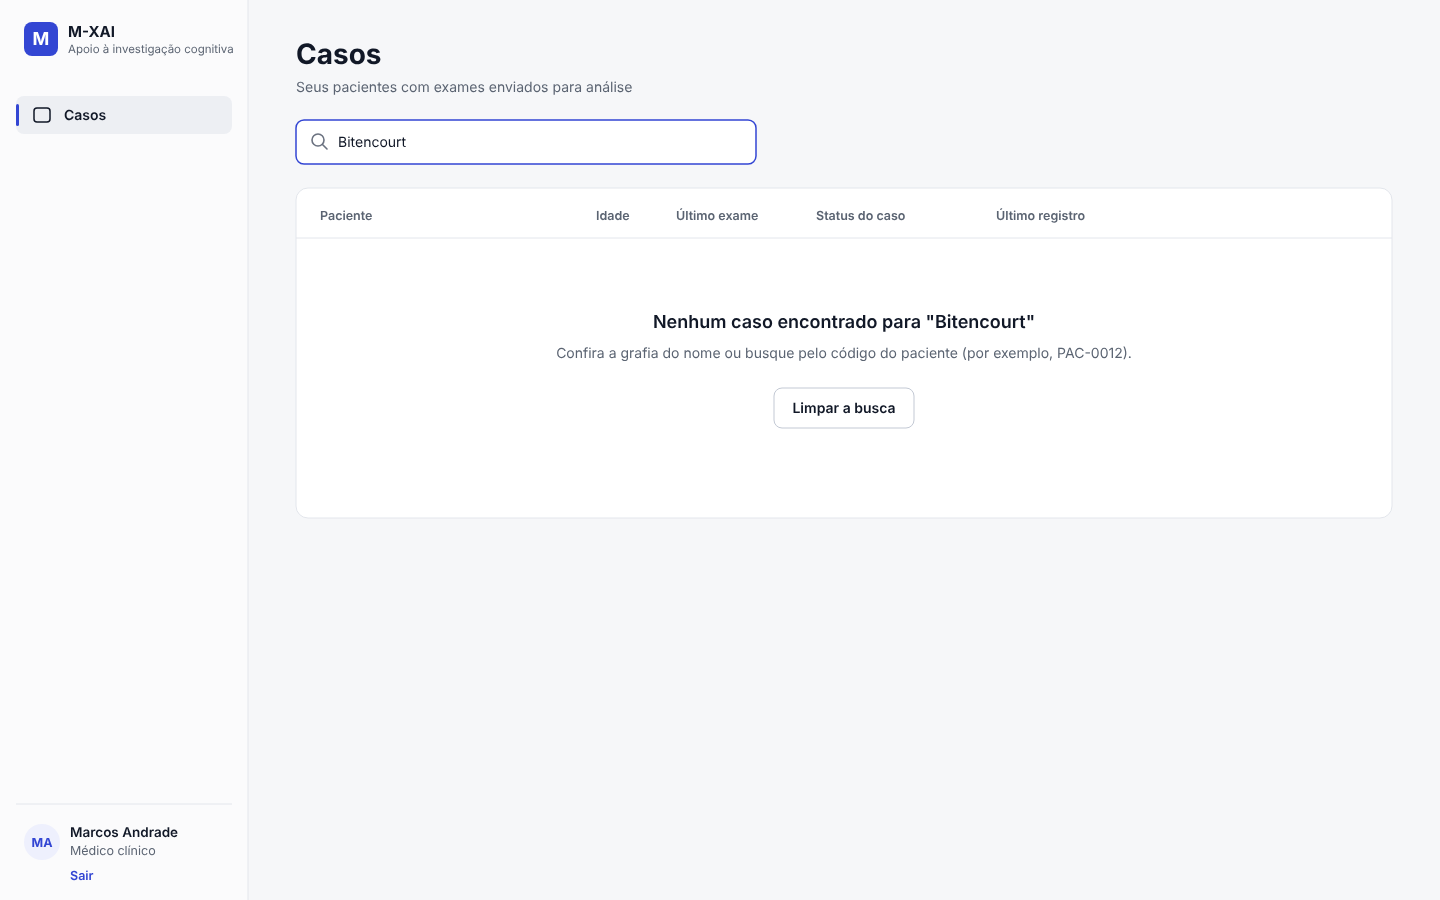 M
M-XAI
Apoio à investigação cognitiva
Casos
Marcos Andrade
MA
Médico clínico
Sair
Casos
Seus pacientes com exames enviados para análise
Bitencourt
Paciente Idade Último exame Status do caso Último registro
Nenhum caso encontrado para "Bitencourt"
Confira a grafia do nome ou busque pelo código do paciente (por exemplo, PAC-0012).
Limpar a busca